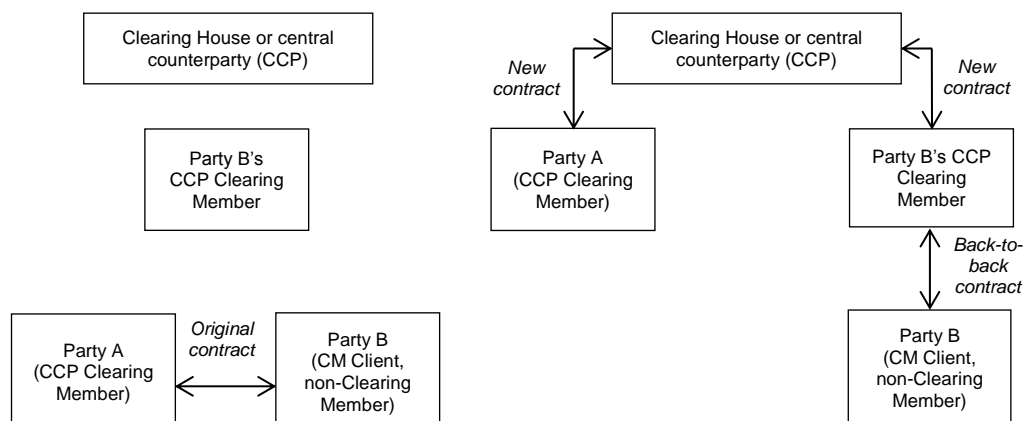 Clearing House or central
counterparty (CCP)
Party B's
CCP Clearing
Member
Party A
(CCP Clearing
Member)
Original
contract
Party B
(CM Client,
non-Clearing
Member)
Clearing House or central
counterparty (CCP)
New
contract
New
contract
Party A
(CCP Clearing
Member)
Party B's CCP
Clearing
Member
Back-to-
back
contract
Party B
(CM Client,
non-Clearing
Member)